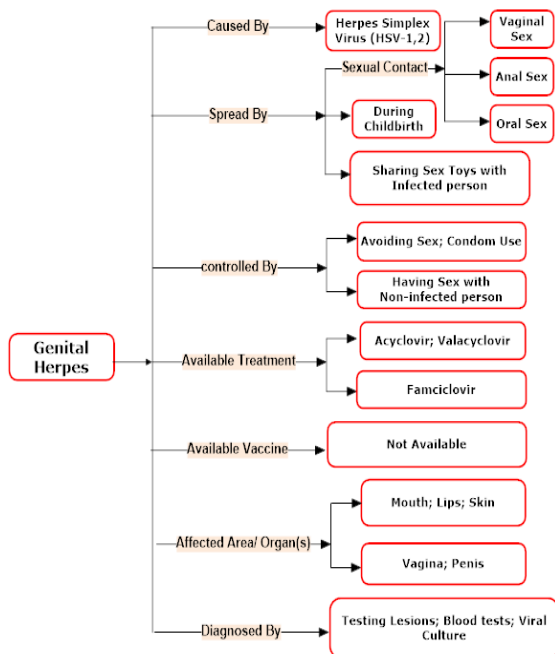 Caused By
Herpes Simplex
Virus (HSV-1,2)
Vaginal
Sex
Sexual Contact
Anal Sex
Spread By
During
Childbirth
Oral Sex
Sharing Sex Toys with
Infected person
controlled By
Avoiding Sex; Condom Use
Having Sex with
Non-infected person
Genital
Herpes
Available Treatment
Acyclovir; Valacyclovir
Famciclovir
Available Vaccine
Not Available
Affected Area/ Organ(s)
Mouth; Lips; Skin
Vagina; Penis
Diagnosed By
Testing Lesions; Blood tests; Viral
Culture